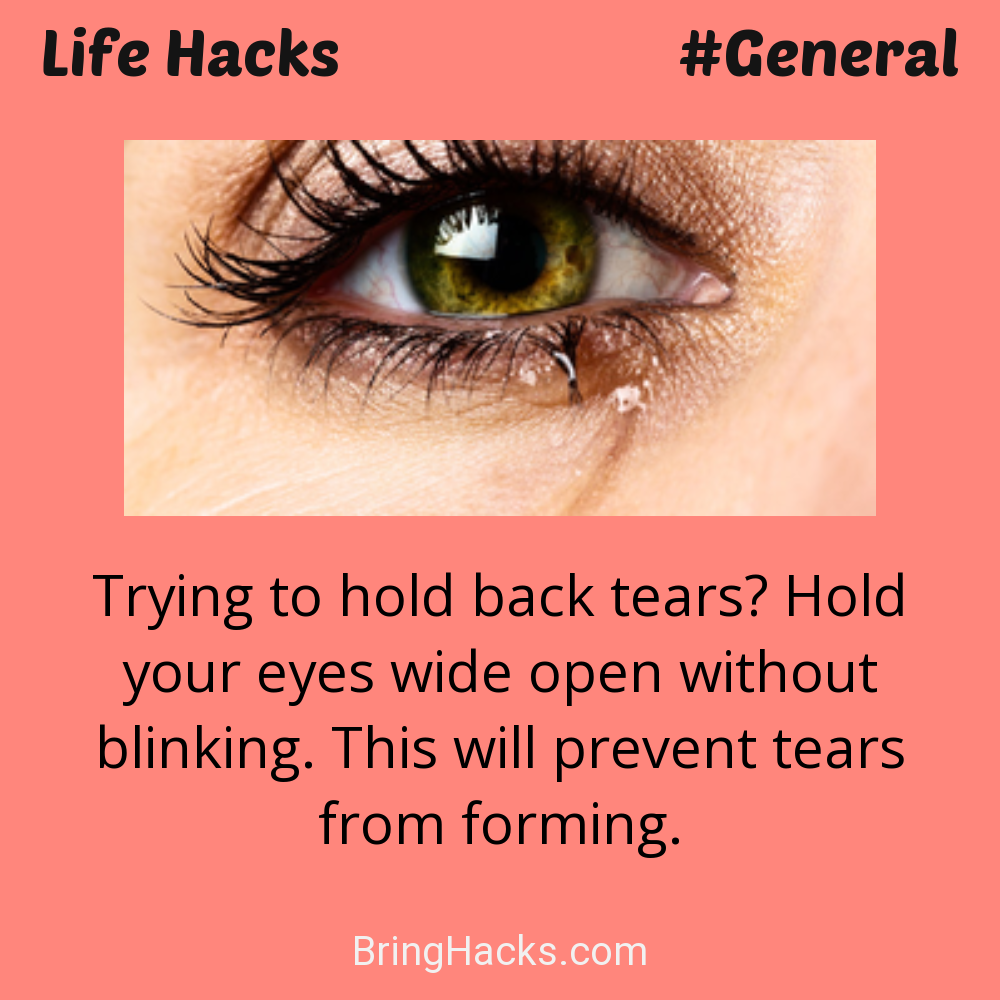 Life Hacks
#General
Trying to hold back tears? Hold
your eyes wide open without
blinking. This will prevent tears
from forming.
BringHacks.com